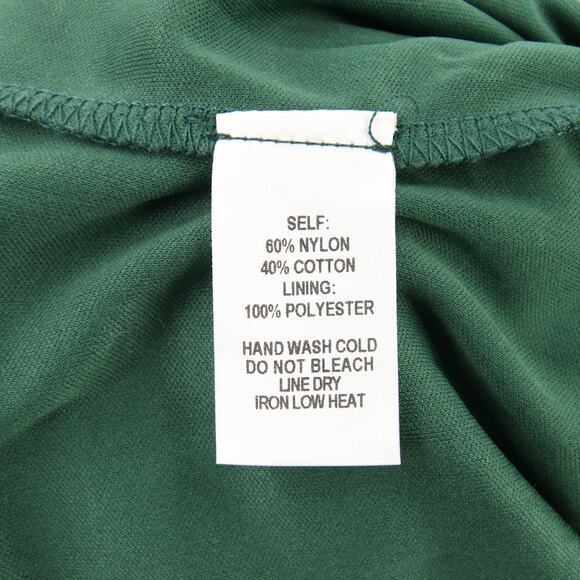 SELF:
60% NYLON
40% COTTON
LINING:
100% POLYESTER
HAND WASH COLD
DO NOT BLEACH
LINE DRY
IRON LOW HEAT